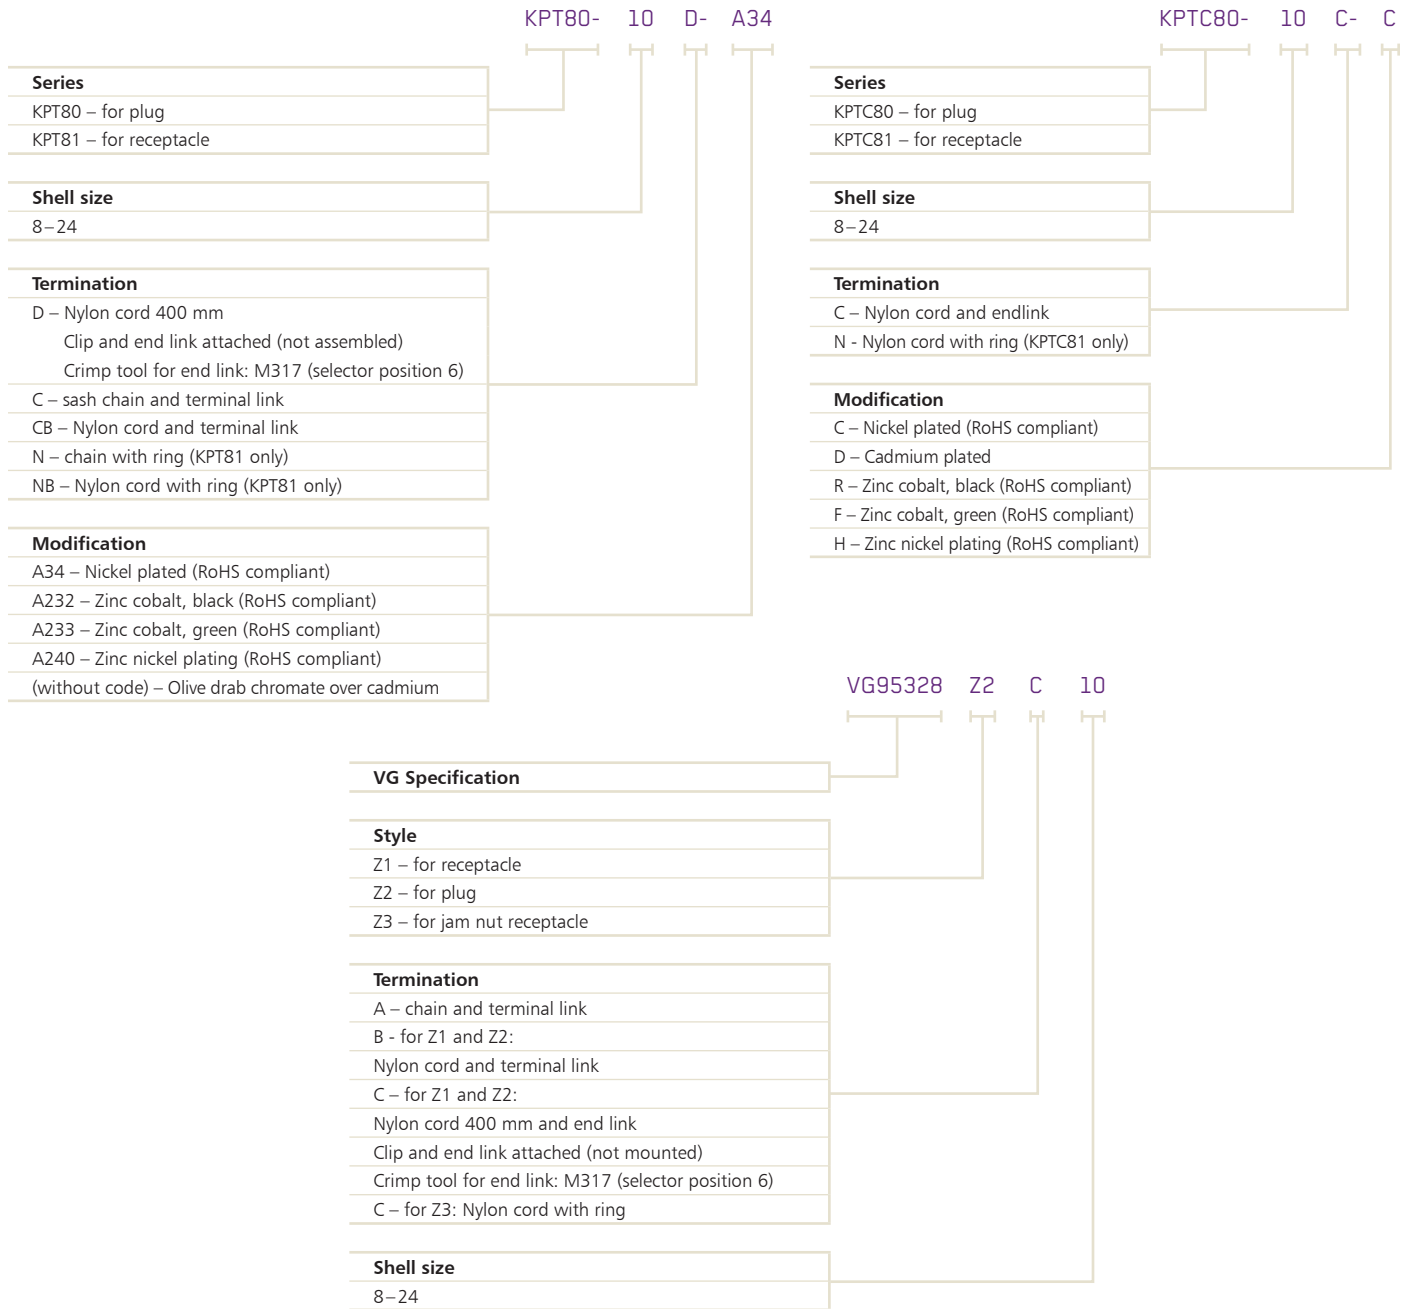 KPT80- 10 D- A34
Series
KPT80 – for plug
KPT81 – for receptacle
Shell size
8–24
Termination
D – Nylon cord 400 mm
Clip and end link attached (not assembled)
Crimp tool for end link: M317 (selector position 6)
C – sash chain and terminal link
CB – Nylon cord and terminal link
N – chain with ring (KPT81 only)
NB – Nylon cord with ring (KPT81 only)
Modification
A34 – Nickel plated (RoHS compliant)
A232 – Zinc cobalt, black (RoHS compliant)
A233 – Zinc cobalt, green (RoHS compliant)
A240 – Zinc nickel plating (RoHS compliant)
(without code) – Olive drab chromate over cadmium
KPTC80- 10 C- C
Series
KPTC80 – for plug
KPTC81 – for receptacle
Shell size
8–24
Termination
C – Nylon cord and endlink
N - Nylon cord with ring (KPTC81 only)
Modification
C – Nickel plated (RoHS compliant)
D – Cadmium plated
R – Zinc cobalt, black (RoHS compliant)
F – Zinc cobalt, green (RoHS compliant)
H – Zinc nickel plating (RoHS compliant)
VG95328 Z2 C 10
VG Specification
Style
Z1 – for receptacle
Z2 – for plug
Z3 – for jam nut receptacle
Termination
A – chain and terminal link
B - for Z1 and Z2:
Nylon cord and terminal link
C – for Z1 and Z2:
Nylon cord 400 mm and end link
Clip and end link attached (not mounted)
Crimp tool for end link: M317 (selector position 6)
C – for Z3: Nylon cord with ring
Shell size
8–24